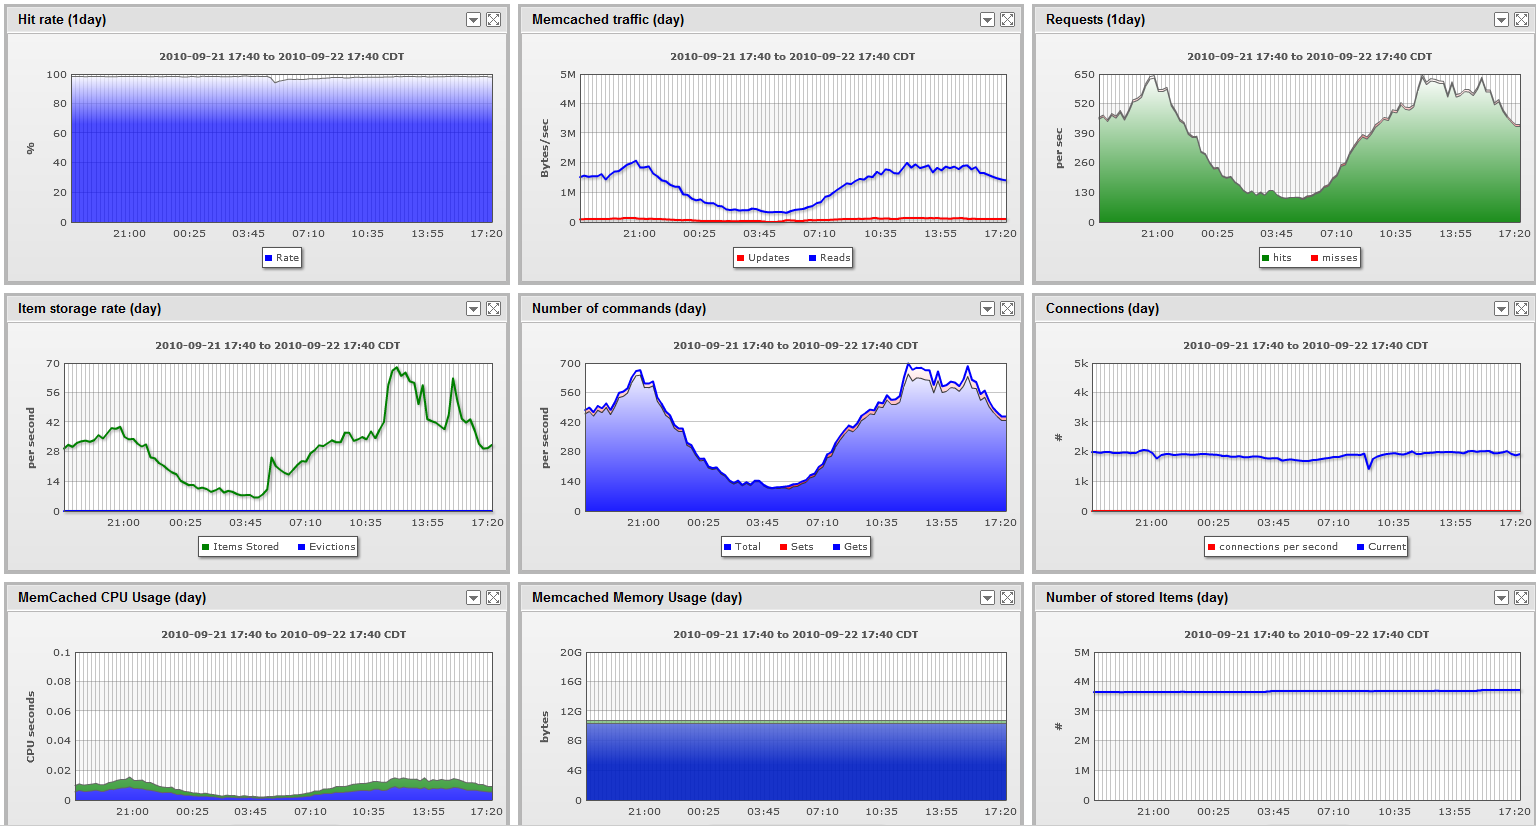 Hit rate (1day)
2010-09-21 17:40 to 2010-09-22 17:40 CDT
100
80
60
40
20
0
%
21:00 00:25 03:45 07:10 10:35 13:55 17:20
Rate
Memcached traffic (day)
2010-09-21 17:40 to 2010-09-22 17:40 CDT
5M
4M
3M
2M
1M
0
Bytes/sec
21:00 00:25 03:45 07:10 10:35 13:55 17:20
Updates Reads
Requests (1day)
2010-09-21 17:40 to 2010-09-22 17:40 CDT
650
520
390
260
130
0
per sec
21:00 00:25 03:45 07:10 10:35 13:55 17:20
hits misses
Item storage rate (day)
2010-09-21 17:40 to 2010-09-22 17:40 CDT
70
56
42
28
14
0
per second
21:00 00:25 03:45 07:10 10:35 13:55 17:20
Items Stored Evictions
Number of commands (day)
2010-09-21 17:40 to 2010-09-22 17:40 CDT
700
560
420
280
140
0
per second
21:00 00:25 03:45 07:10 10:35 13:55 17:20
Total Sets Gets
Connections (day)
2010-09-21 17:40 to 2010-09-22 17:40 CDT
5k
4k
3k
2k
1k
0
#
21:00 00:25 03:45 07:10 10:35 13:55 17:20
connections per second Current
MemCached CPU Usage (day)
2010-09-21 17:40 to 2010-09-22 17:40 CDT
0.1
0.08
0.06
0.04
0.02
0
CPU seconds
21:00 00:25 03:45 07:10 10:35 13:55 17:20
Memcached Memory Usage (day)
2010-09-21 17:40 to 2010-09-22 17:40 CDT
20G
16G
12G
8G
4G
0
bytes
21:00 00:25 03:45 07:10 10:35 13:55 17:20
Number of stored Items (day)
2010-09-21 17:40 to 2010-09-22 17:40 CDT
5M
4M
3M
2M
1M
0
#
21:00 00:25 03:45 07:10 10:35 13:55 17:20